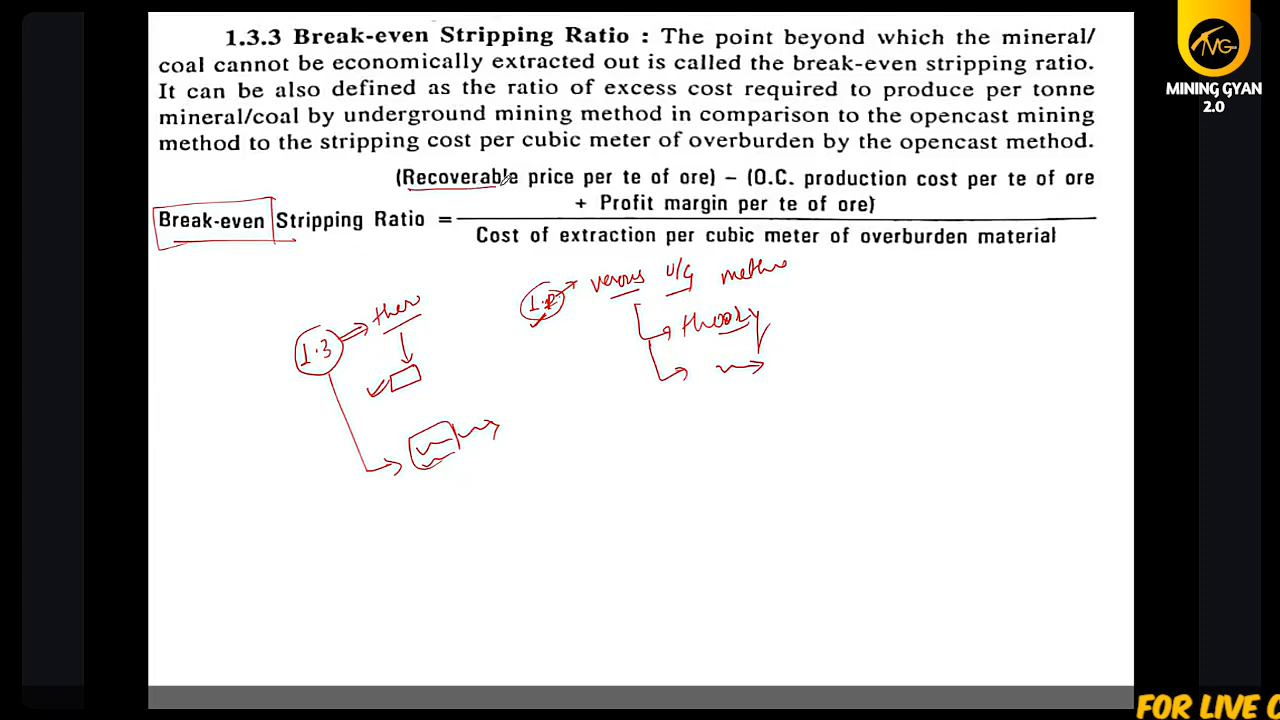 1.3.3 Break-even Stripping Ratio : The point beyond which the mineral/
coal cannot be economically extracted out is called the break-even stripping ratio.
It can be also defined as the ratio of excess cost required to produce per tonne
mineral/coal by underground mining method in comparison to the opencast mining
method to the stripping cost per cubic meter of overburden by the opencast method.
(Recoverable price per te of ore) – (O.C. production cost per te of ore
+ Profit margin per te of ore)
Break-even Stripping Ratio =
Cost of extraction per cubic meter of overburden material
U/G
theory
1.3
MINING GYAN
2.0
FOR LIVE